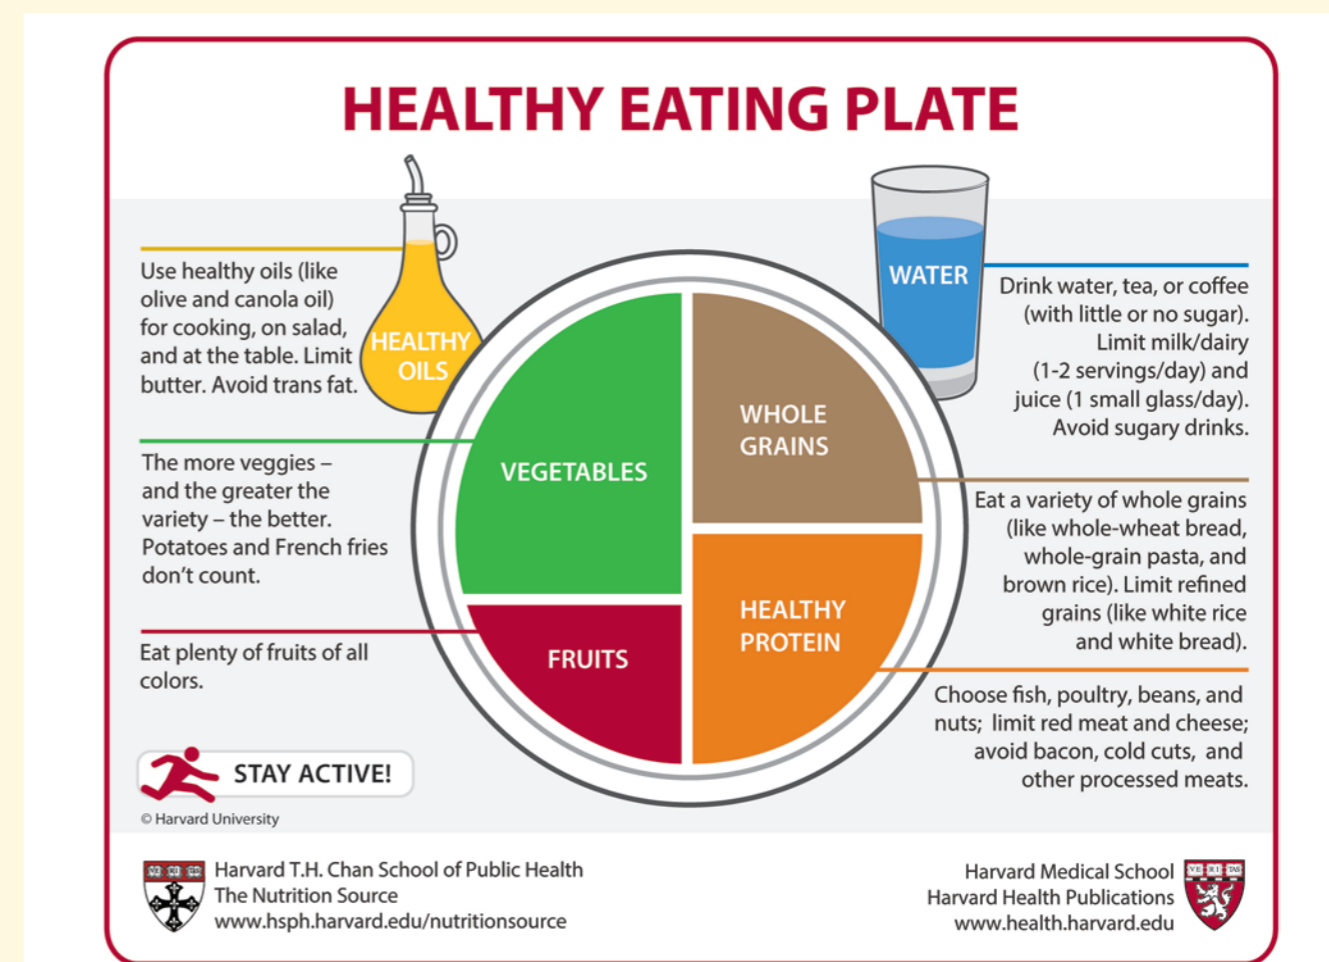 HEALTHY EATING PLATE
Use healthy oils (like
olive and canola oil)
for cooking, on salad,
and at the table. Limit
butter. Avoid trans fat.
HEALTHY
OILS
WATER
Drink water, tea, or coffee
(with little or no sugar).
Limit milk/dairy
(1-2 servings/day) and
juice (1 small glass/day).
Avoid sugary drinks.
The more veggies –
and the greater the
variety – the better.
Potatoes and French fries
don’t count.
VEGETABLES
WHOLE
GRAINS
Eat a variety of whole grains
(like whole-wheat bread,
whole-grain pasta, and
brown rice). Limit refined
grains (like white rice
and white bread).
Eat plenty of fruits of all
colors.
FRUITS
HEALTHY
PROTEIN
Choose fish, poultry, beans, and
nuts; limit red meat and cheese;
avoid bacon, cold cuts, and
other processed meats.
STAY ACTIVE!
© Harvard University
Harvard T.H. Chan School of Public Health
The Nutrition Source
www.hsph.harvard.edu/nutritionsource
Harvard Medical School
Harvard Health Publications
www.health.harvard.edu
VE RI TAS